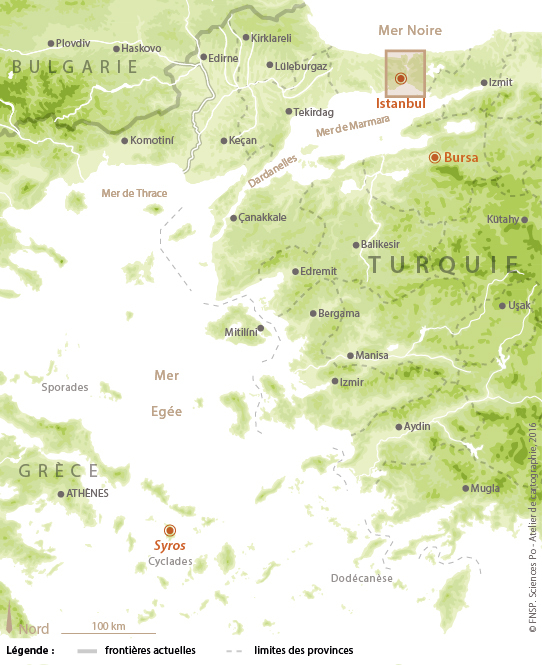 Mer Noire
Kirklareli
Plovdiv
Haskovo
Edirne
BULGARIE
Lüleburgaz
Izmit
Istanbul
Tekirdag
Mer de Marmara
Komotiní
Keçan
Bursa
Dardanelles
Mer de Thrace
Çanakkale
Kütahy
Balikesir
TURQUIE
Edremit
Uşak
Bergama
Mitilíni
Manisa
Mer
Izmir
Sporades
Egée
Aydin
GRÈCE
Mugla
ATHÈNES
Syros
Cyclades
Dodécanèse
© FNSP. Sciences Po - Atelier de cartographie, 2016
Nord
100 km
Légende : frontières actuelles limites des provinces